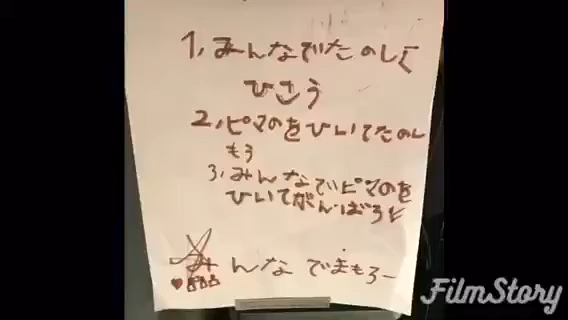 1,みんなでたのしく
ひこう
2,ピマのをひいてたのし
もう
3,みんなでピマのを
ひいてがんばろう
みんなでまもろー
FilmStory